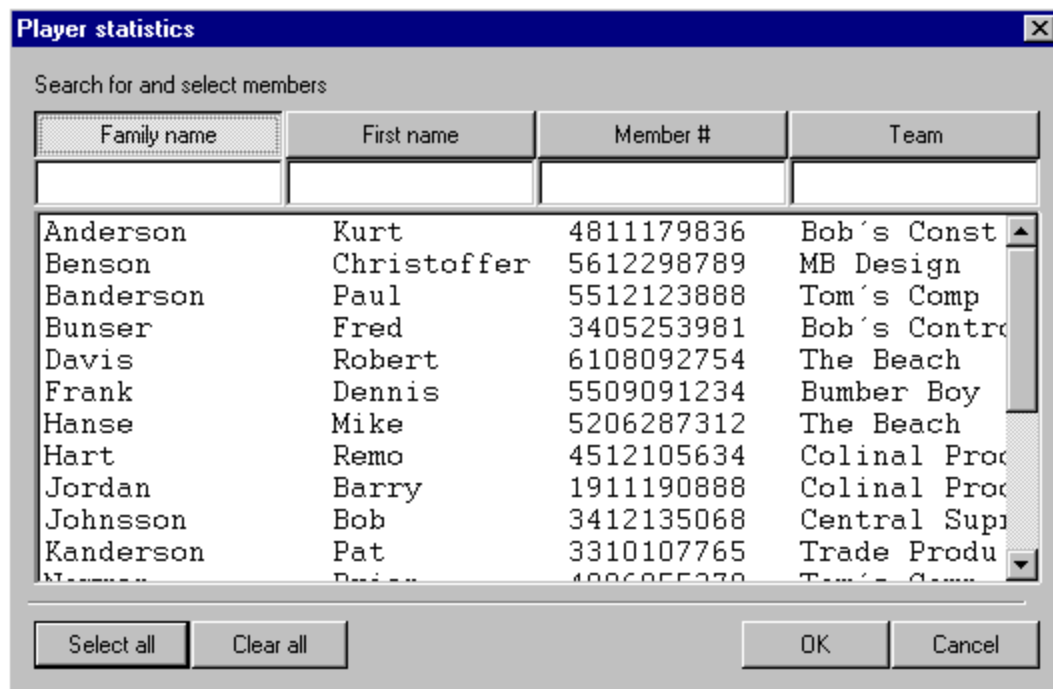 Player statistics
Search for and select members
Family name First name Member # Team
Anderson Kurt 4811179836 Bob´s Const
Benson Christoffer 5612298789 MB Design
Banderson Paul 5512123888 Tom´s Comp
Bunser Fred 3405253981 Bob´s Contro
Davis Robert 6108092754 The Beach
Frank Dennis 5509091234 Bumber Boy
Hanse Mike 5206287312 The Beach
Hart Remo 4512105634 Colinal Prod
Jordan Barry 1911190888 Colinal Prod
Johnsson Bob 3412135068 Central Sup
Kanderson Pat 3310107765 Trade Produ
Select all Clear all OK Cancel